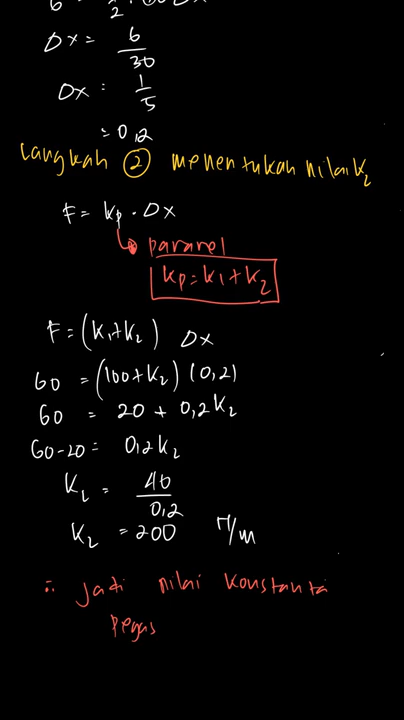 Δx = 6/30
Δx = 1/5
= 0,2
Langkah ② menentukan nilai K₂
F = Kp . Δx
pararel
Kp = K₁ + K₂
F = (K₁ + K₂) Δx
60 = (100 + K₂) (0,2)
60 = 20 + 0,2 K₂
60 - 20 = 0,2 K₂
K₂ = 40/0,2
K₂ = 200 N/m
∴ jadi nilai konstanta
pegas